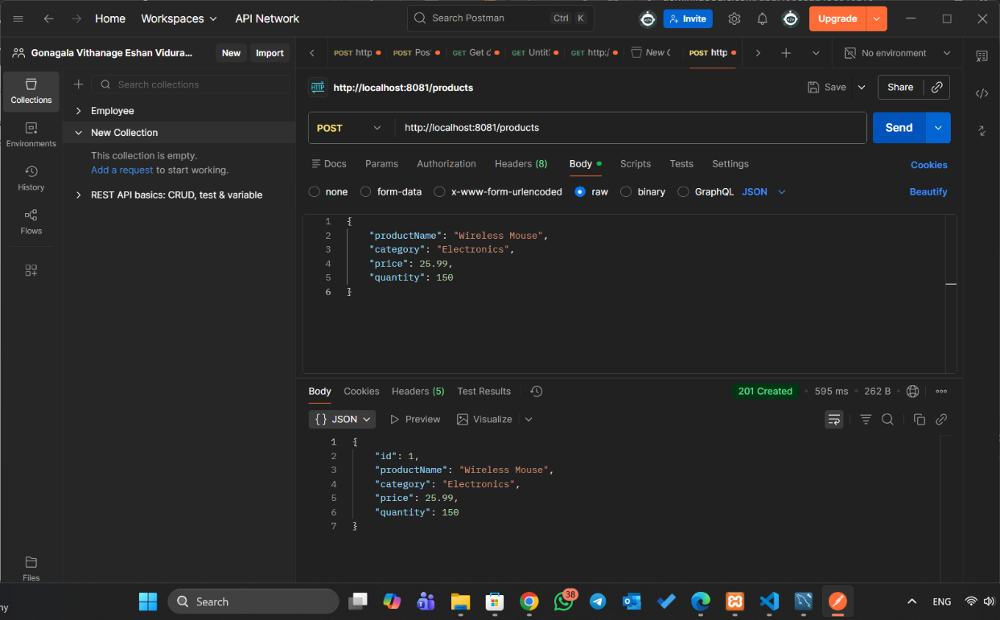 Home Workspaces API Network Search Postman Ctrl K Invite Upgrade
Gonagala Vithanage Eshan Vidura... New Import POST http POST Pos GET Get c GET Untit GET http:/ New C POST http No environment
Collections Search collections HTTP http://localhost:8081/products Save Share
Employee
New Collection POST http://localhost:8081/products Send
Environments This collection is empty.
Add a request to start working.
Docs Params Authorization Headers (8) Body Scripts Tests Settings Cookies
History REST API basics: CRUD, test & variable none form-data x-www-form-urlencoded raw binary GraphQL JSON Beautify
Flows
1 {
2 "productName": "Wireless Mouse",
3 "category": "Electronics",
4 "price": 25.99,
5 "quantity": 150
6 }
Body Cookies Headers (5) Test Results 201 Created 595 ms 262 B
{} JSON Preview Visualize
1 {
2 "id": 1,
3 "productName": "Wireless Mouse",
4 "category": "Electronics",
5 "price": 25.99,
6 "quantity": 150
7 }
Files
ny Search 38 ENG